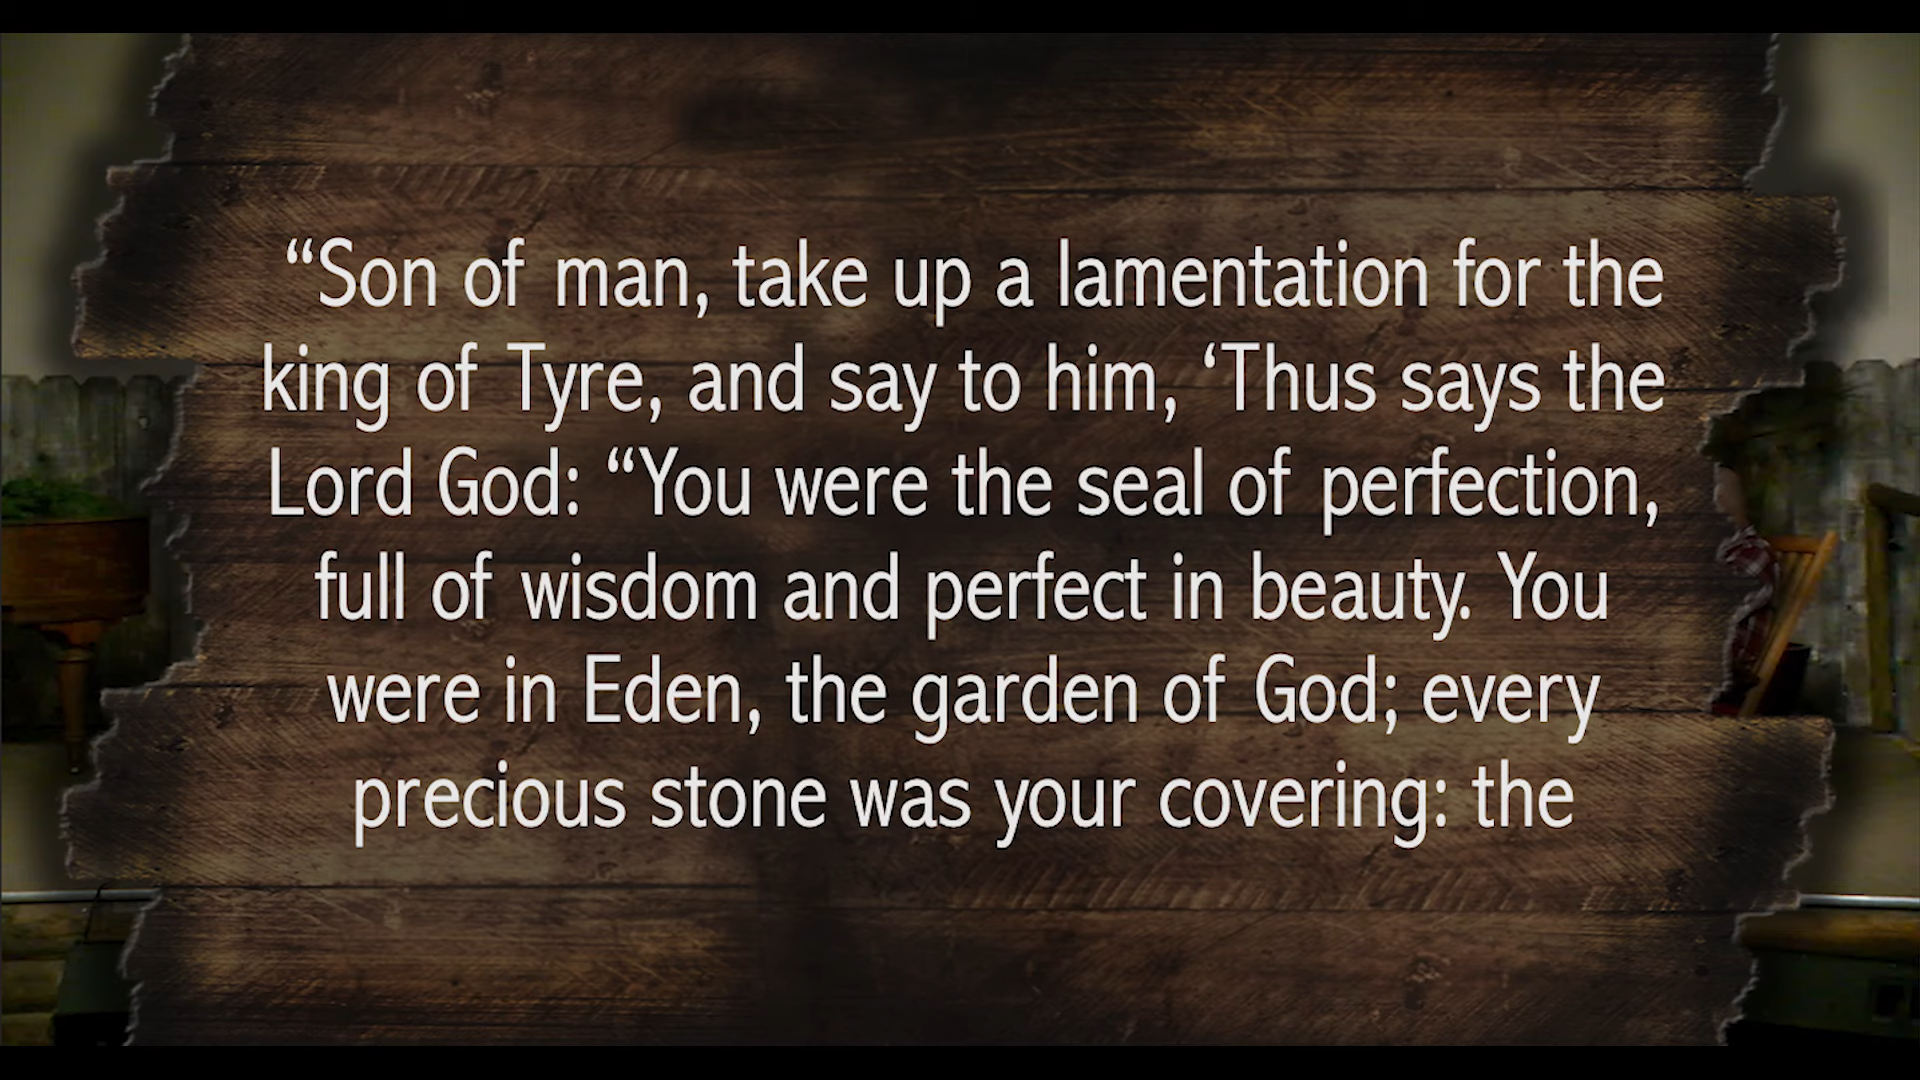 “Son of man, take up a lamentation for the
king of Tyre, and say to him, ‘Thus says the
Lord God: “You were the seal of perfection,
full of wisdom and perfect in beauty. You
were in Eden, the garden of God; every
precious stone was your covering: the